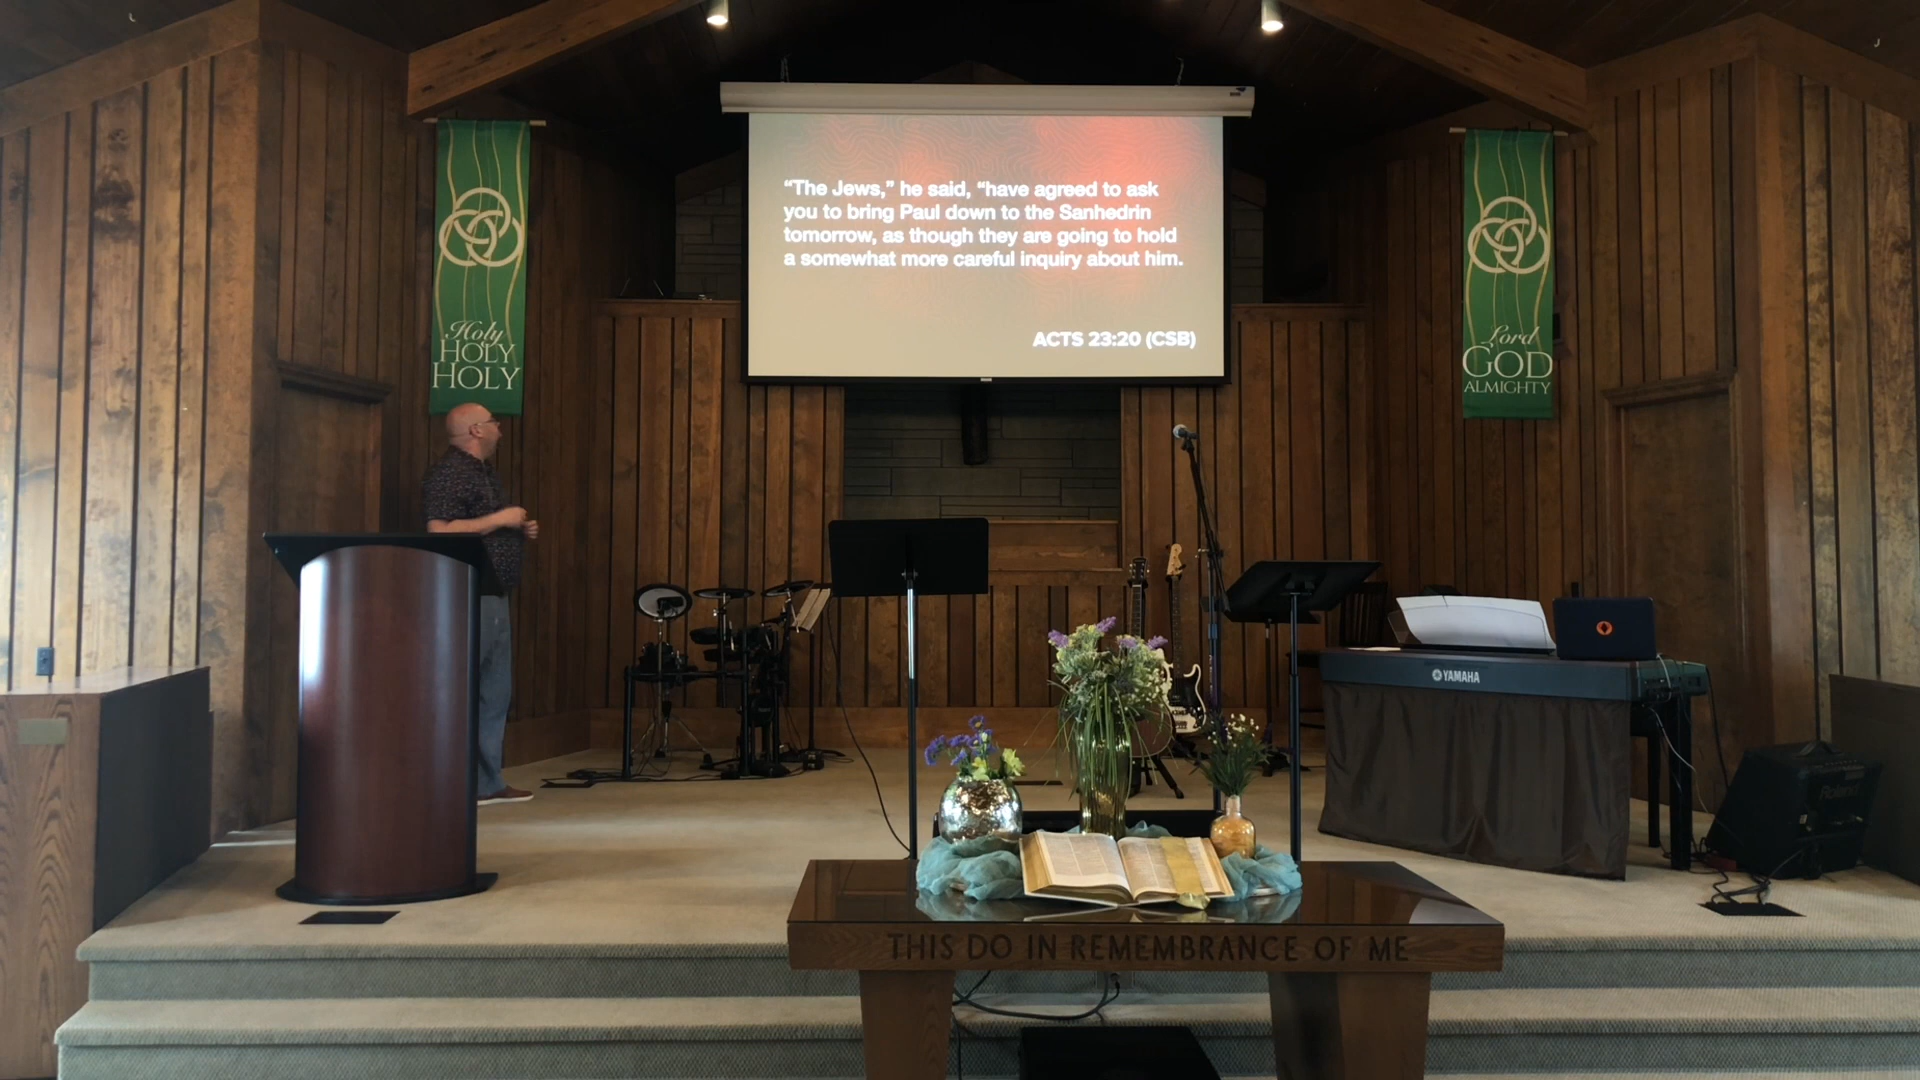 “The Jews,” he said, “have agreed to ask
you to bring Paul down to the Sanhedrin
tomorrow, as though they are going to hold
a somewhat more careful inquiry about him.
ACTS 23:20 (CSB)
Holy
HOLY
HOLY
Lord
GOD
ALMIGHTY
YAMAHA
Roland
THIS DO IN REMEMBRANCE OF ME